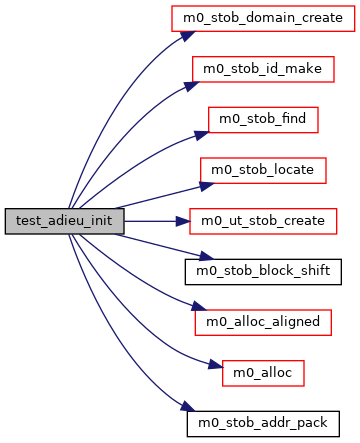 m0_stob_domain_create
m0_stob_id_make
m0_stob_find
m0_stob_locate
test_adieu_init
m0_ut_stob_create
m0_stob_block_shift
m0_alloc_aligned
m0_alloc
m0_stob_addr_pack